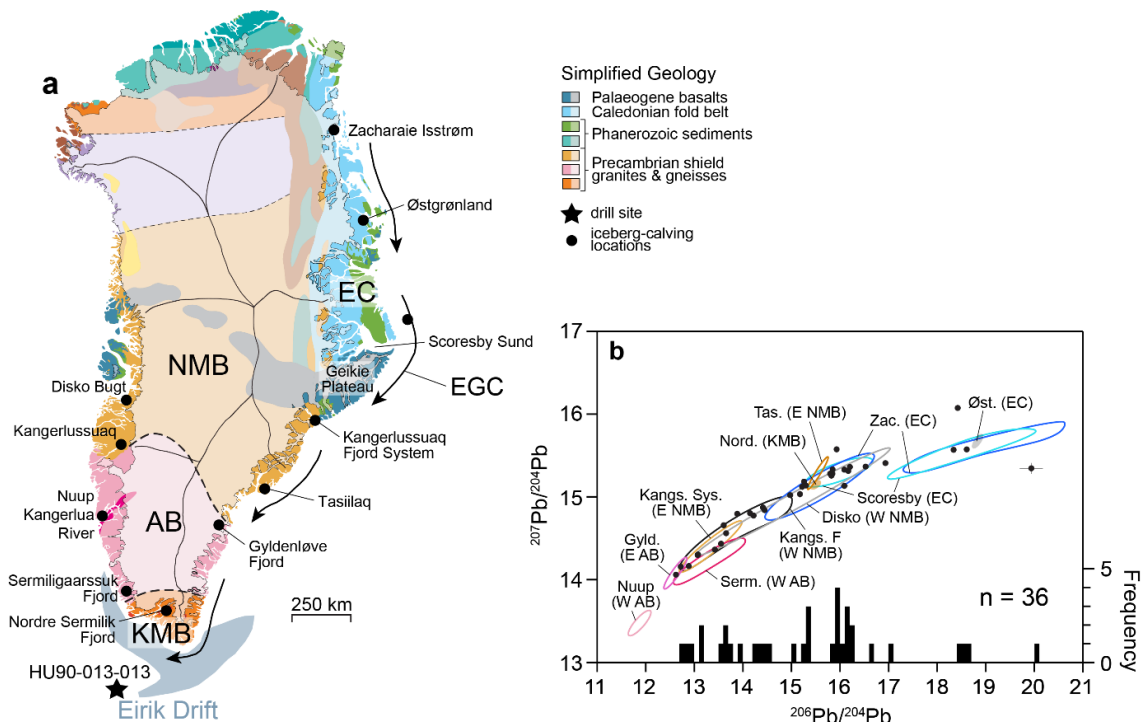 a
Zacharaie Isstrøm
Østgrønland
EC
Scoresby Sund
NMB
Geikie
Plateau
EGC
Disko Bugt
Kangerlussuaq
Kangerlussuaq
Fjord System
Tasiilaq
Nuup
Kangerlua
River
AB
Gyldenløve
Fjord
Sermiligaarssuk
Fjord
250 km
Nordre Sermilik
Fjord
KMB
HU90-013-013
Eirik Drift
Simplified Geology
Palaeogene basalts
Caledonian fold belt
Phanerozoic sediments
Precambrian shield
granites & gneisses
drill site
iceberg-calving
locations
b
17
16
15
14
13
207Pb/204Pb
Tas. (E NMB)
Nord. (KMB)
Zac. (EC)
Øst. (EC)
Kangs. Sys.
(E NMB)
Scoresby (EC)
Disko (W NMB)
Kangs. F
(W NMB)
Gyld.
(E AB)
Serm. (W AB)
Nuup
(W AB)
n = 36
5
0
Frequency
11 12 13 14 15 16 17 18 19 20 21
206Pb/204Pb